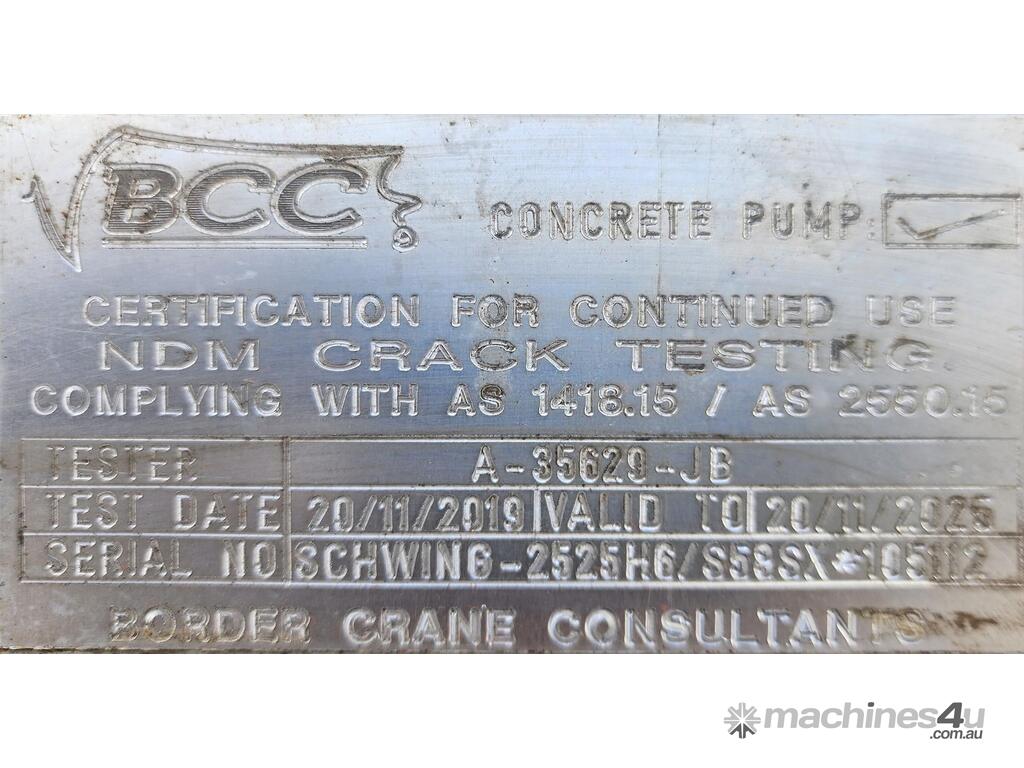 BCC CONCRETE PUMP:
CERTIFICATION FOR CONTINUED USE
NDM CRACK TESTING.
COMPLYING WITH AS 1418.15 / AS 2550.15
TESTER A-35629-JB
TEST DATE 20/11/2019 VALID TO 20/11/2025
SERIAL NO SCHWING-2525H6/S59SX*105112
BORDER CRANE CONSULTANTS
machines4u
.com.au